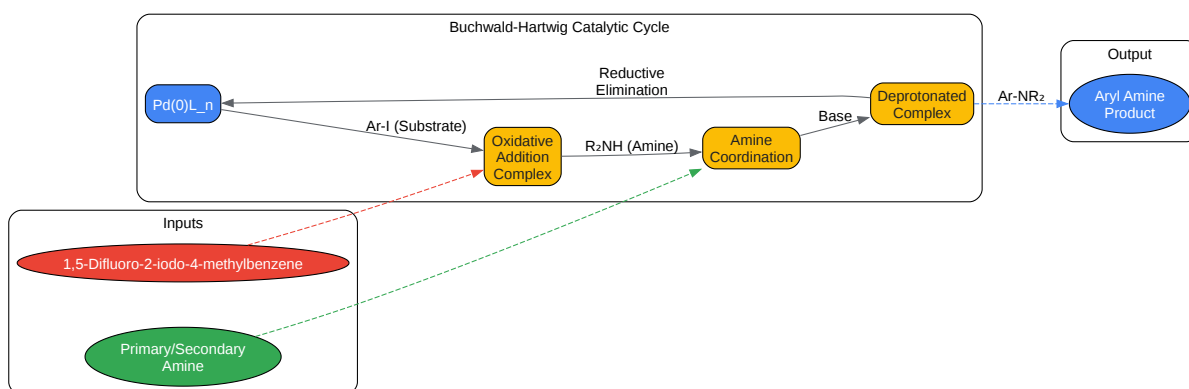 Buchwald-Hartwig Catalytic Cycle
Output
Reductive
Elimination
Pd(0)L_n
Deprotonated
Complex
Ar-NR₂
Aryl Amine
Product
Ar-I (Substrate)
Base
Oxidative
Addition
Complex
R₂NH (Amine)
Amine
Coordination
Inputs
1,5-Difluoro-2-iodo-4-methylbenzene
Primary/Secondary
Amine